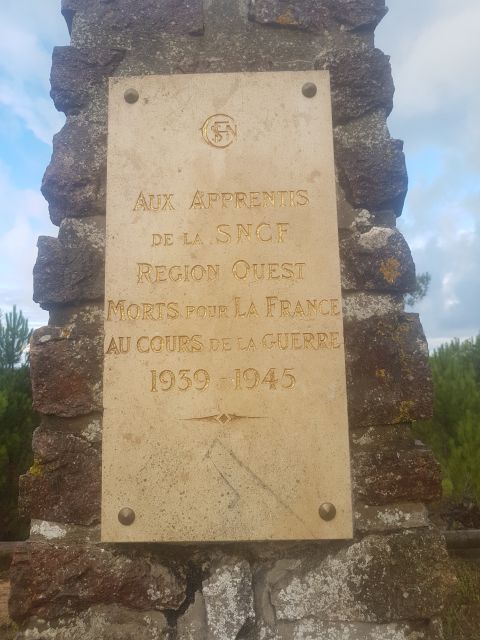 SNCF
AUX APPRENTIS
DE LA SNCF
REGION OUEST
MORTS POUR LA FRANCE
AU COURS DE LA GUERRE
1939-1945